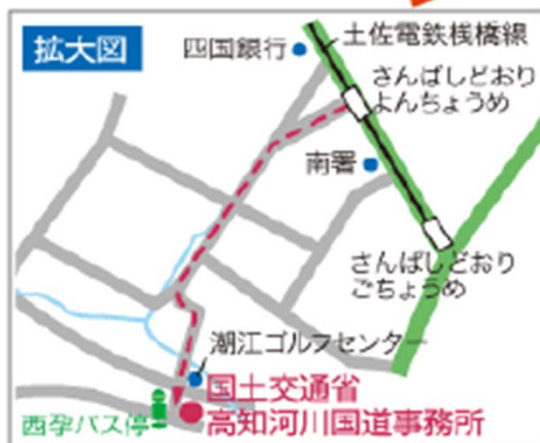 拡大図
四国銀行
土佐電鉄桟橋線
さんばしどおり
よんちょうめ
南署
さんばしどおり
ごちょうめ
潮江ゴルフセンター
国土交通省
高知河川国道事務所
西孕バス停